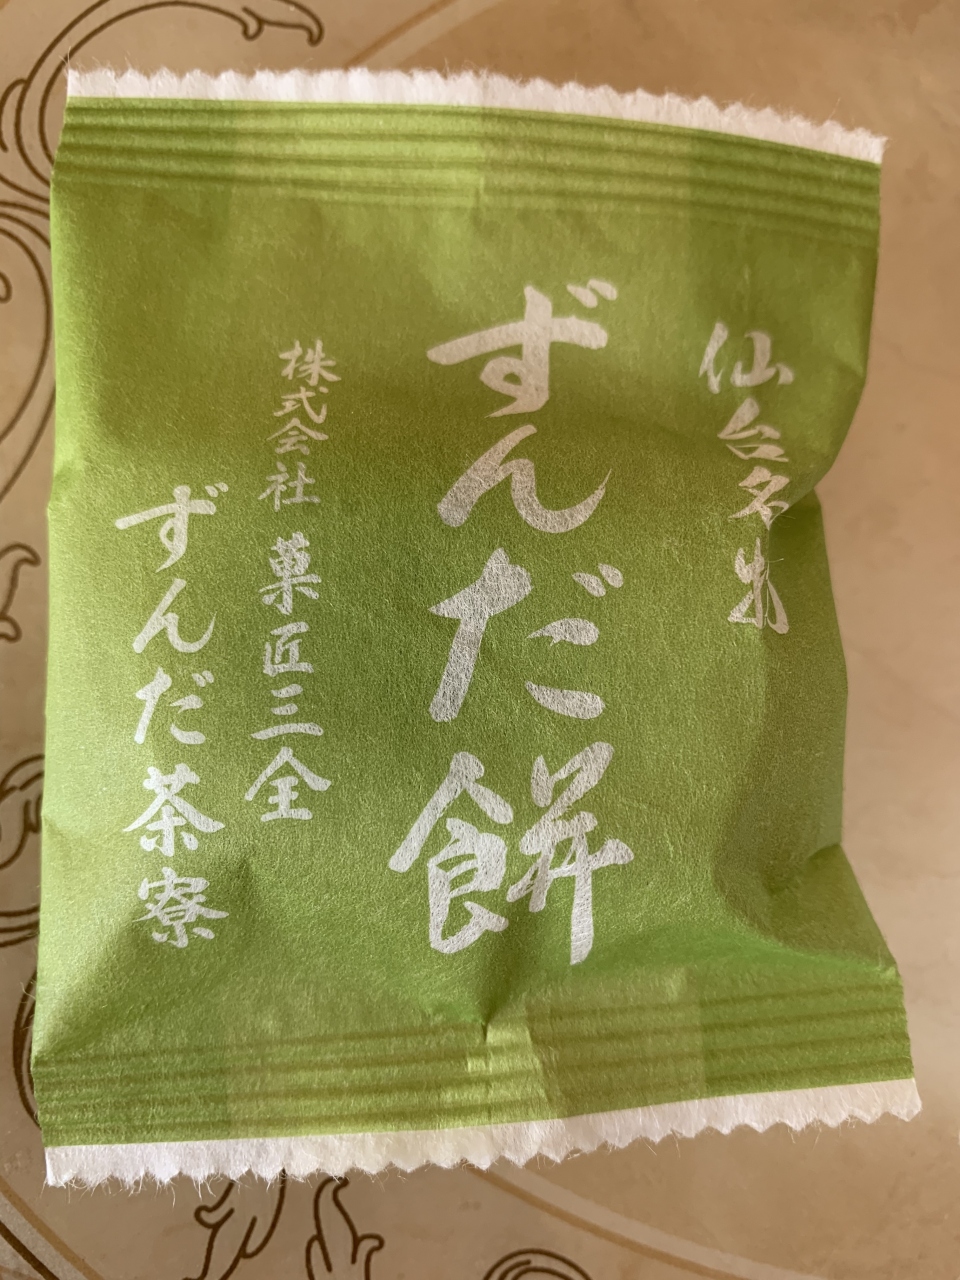 仙台名物
ずんだ餅
株式会社 菓匠三全
ずんだ茶寮